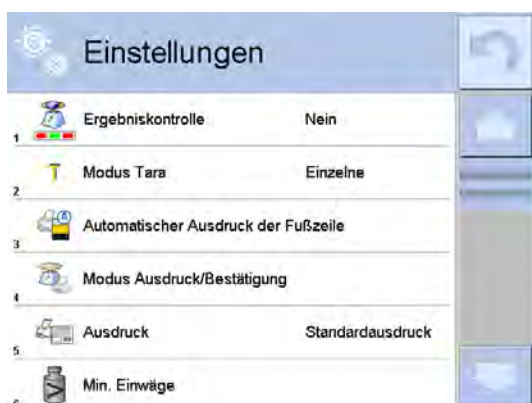 Einstellungen
1 Ergebniskontrolle Nein
2 Modus Tara Einzelne
3 Automatischer Ausdruck der Fußzeile
4 Modus Ausdruck/Bestätigung
5 Ausdruck Standardausdruck
Min. Einwäge